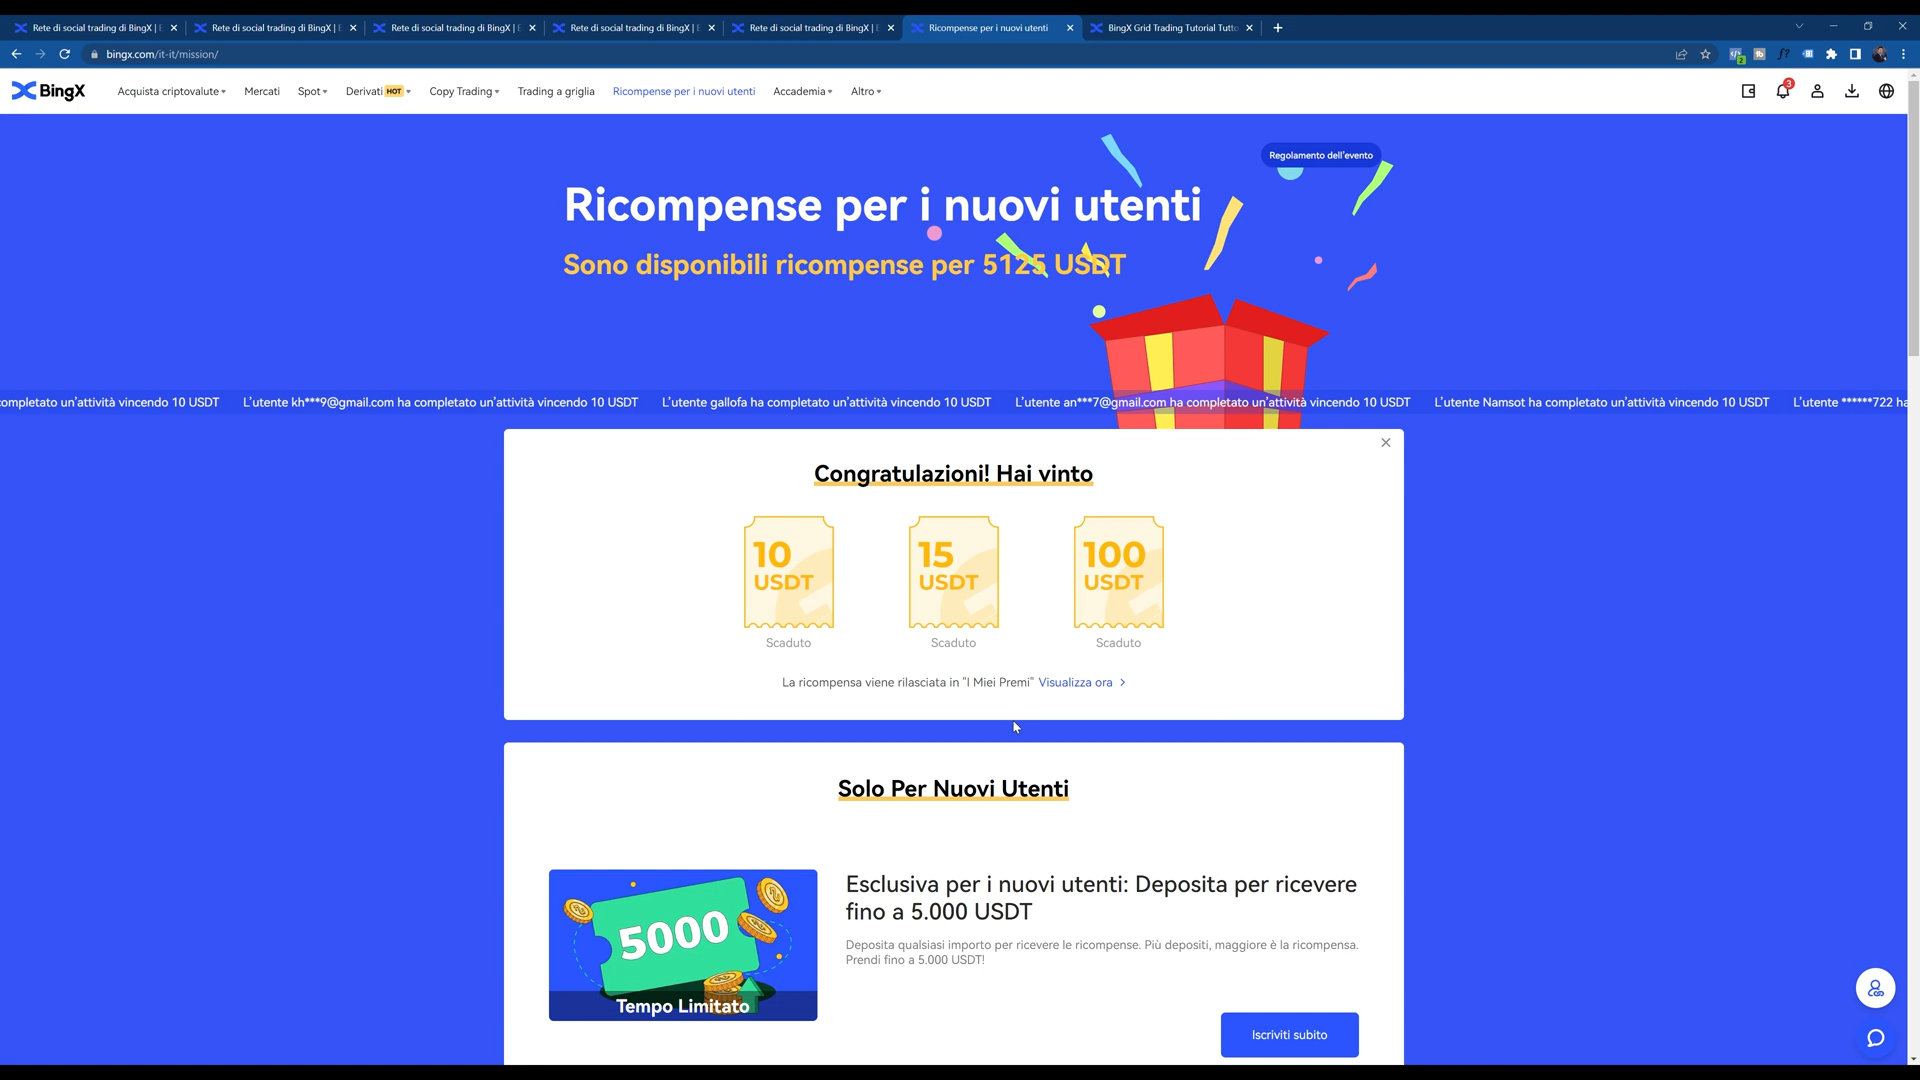 Rete di social trading di BingX |
Rete di social trading di BingX |
Rete di social trading di BingX |
Rete di social trading di BingX |
Rete di social trading di BingX |
Ricompense per i nuovi utenti
BingX Grid Trading Tutorial Tutto
bingx.com/it-it/mission/
2
f?
BingX
Acquista criptovalute
Mercati
Spot
Derivati
HOT
Copy Trading
Trading a griglia
Ricompense per i nuovi utenti
Accademia
Altro
3
Regolamento dell'evento
Ricompense per i nuovi utenti
Sono disponibili ricompense per 5125 USDT
ompletato un'attività vincendo 10 USDT
L'utente kh***9@gmail.com ha completato un'attività vincendo 10 USDT
L'utente gallofa ha completato un'attività vincendo 10 USDT
L'utente an***7@gmail.com ha completato un'attività vincendo 10 USDT
L'utente Namsot ha completato un'attività vincendo 10 USDT
L'utente ******722 ha
Congratulazioni! Hai vinto
10
USDT
Scaduto
15
USDT
Scaduto
100
USDT
Scaduto
La ricompensa viene rilasciata in "I Miei Premi" Visualizza ora
Solo Per Nuovi Utenti
5000
Tempo Limitato
Esclusiva per i nuovi utenti: Deposita per ricevere
fino a 5.000 USDT
Deposita qualsiasi importo per ricevere le ricompense. Più depositi, maggiore è la ricompensa.
Prendi fino a 5.000 USDT!
Iscriviti subito